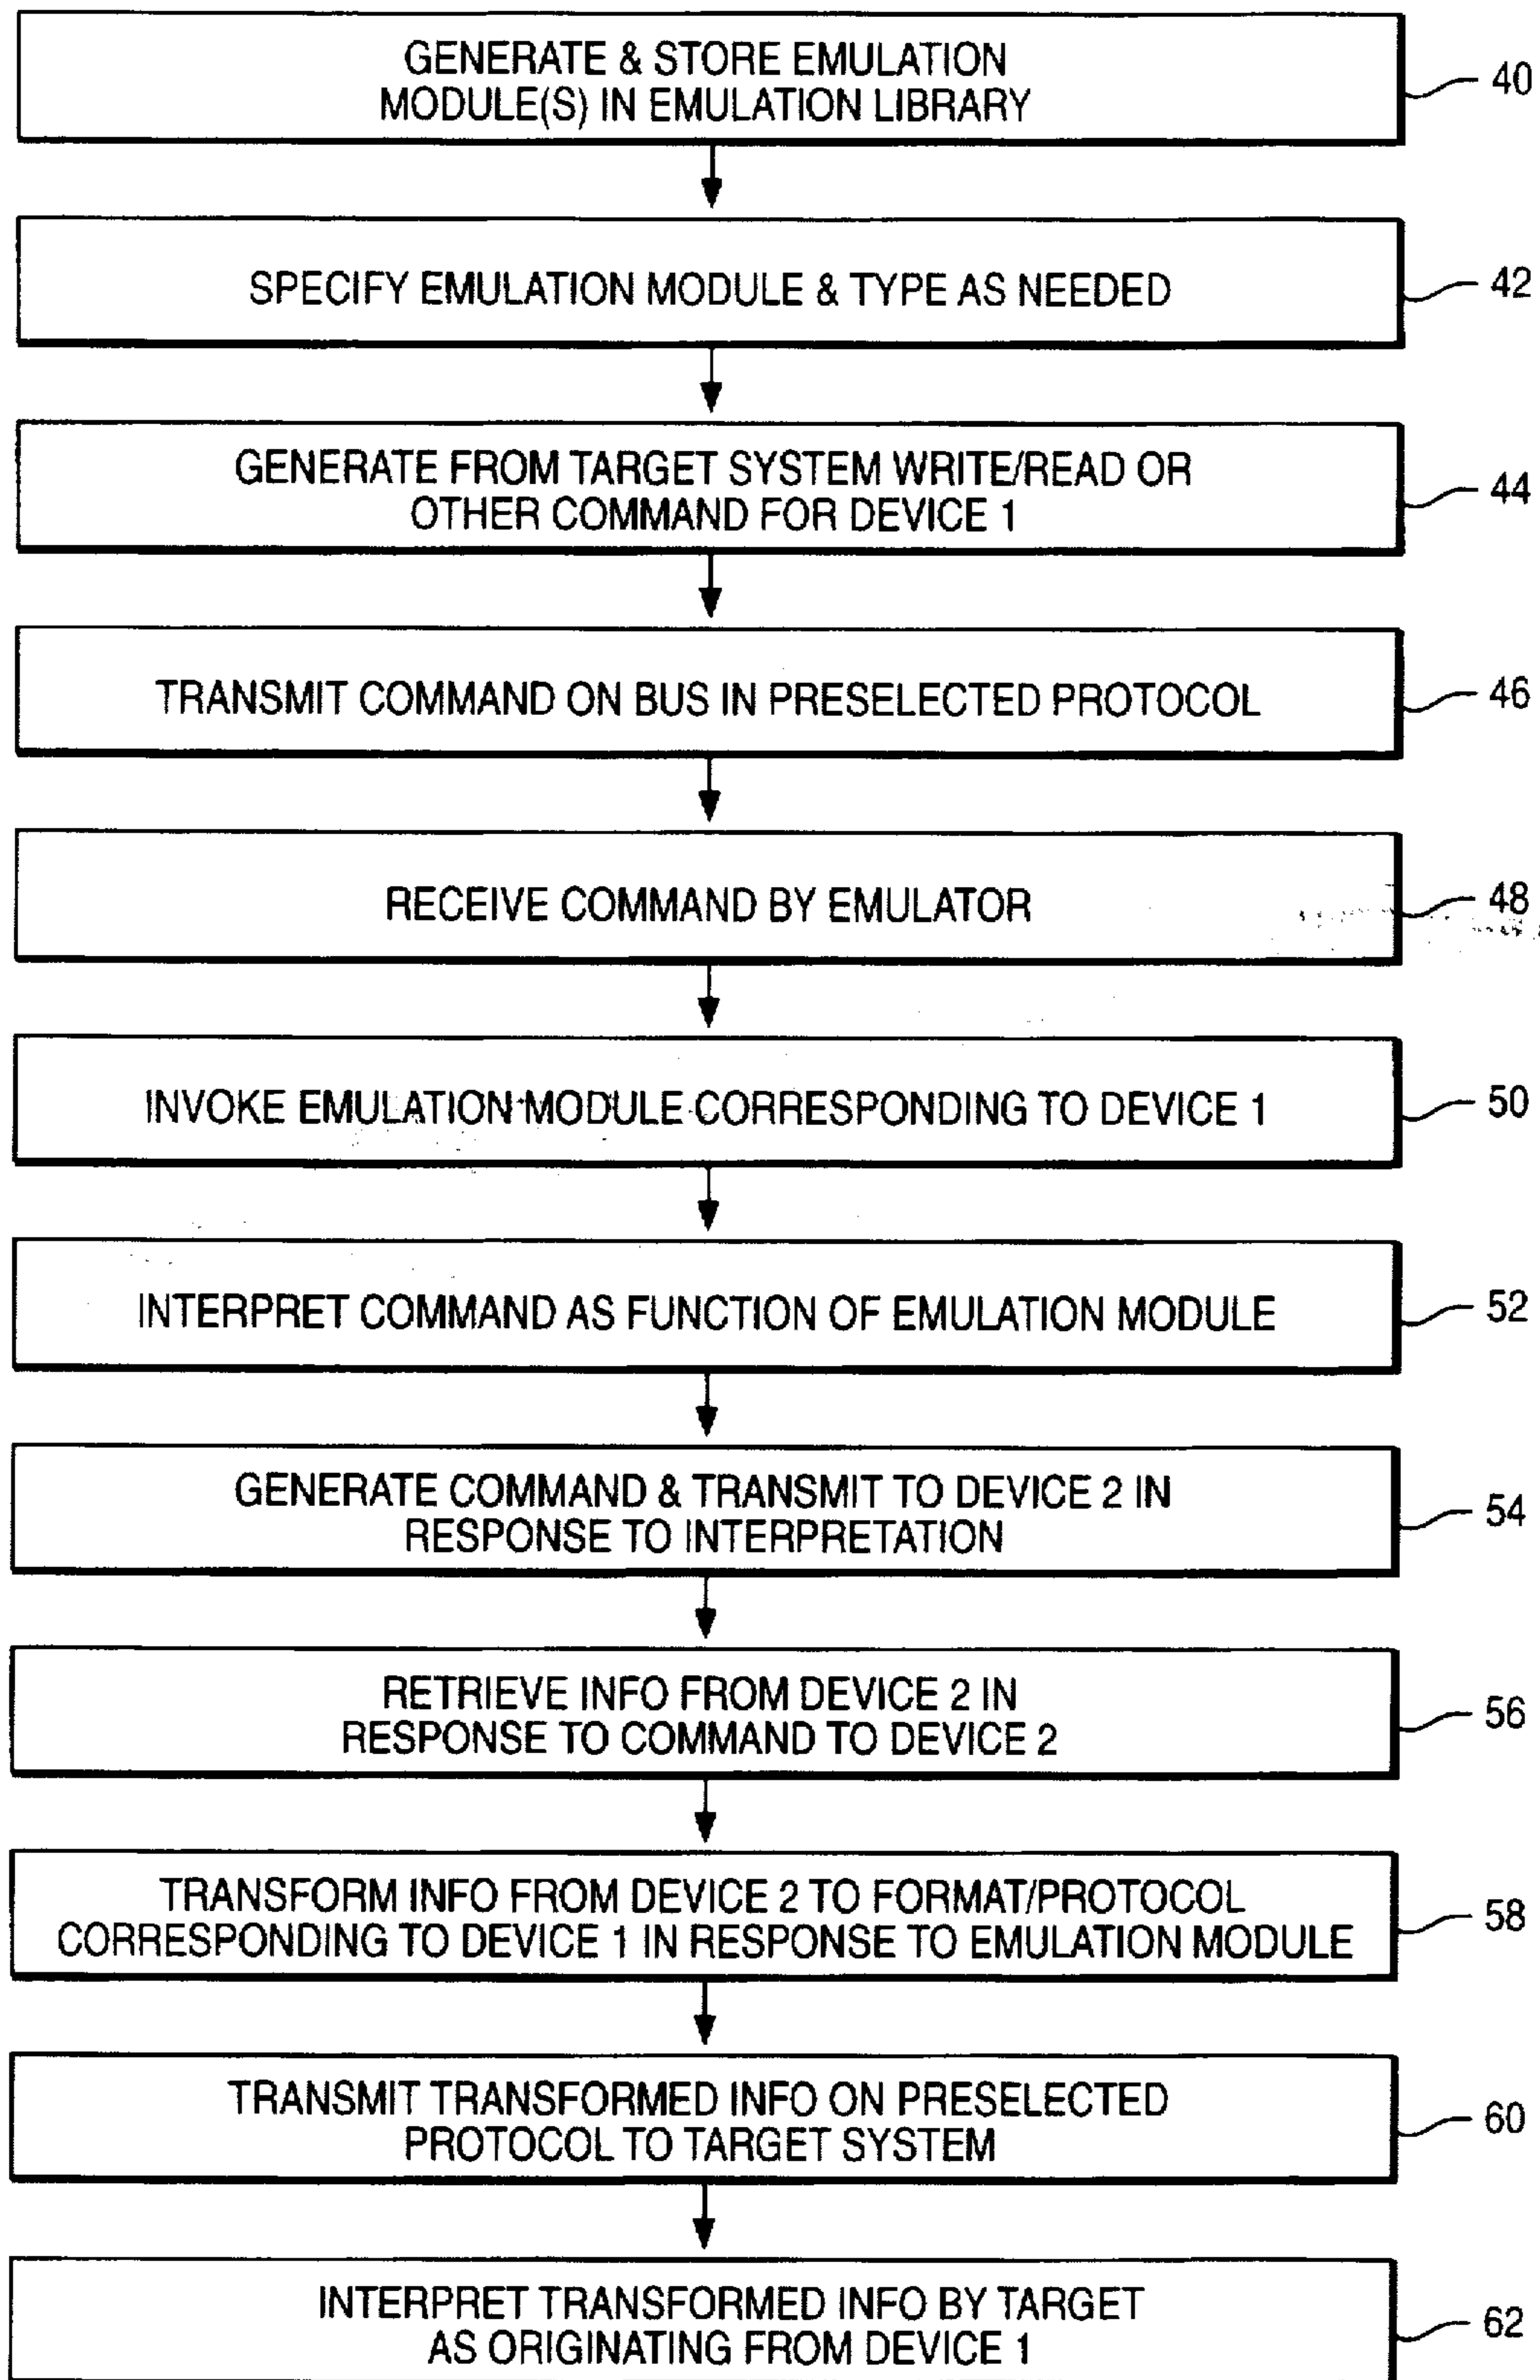 GENERATE & STORE EMULATION
MODULE(S) IN EMULATION LIBRARY
40
SPECIFY EMULATION MODULE & TYPE AS NEEDED
42
GENERATE FROM TARGET SYSTEM WRITE/READ OR
OTHER COMMAND FOR DEVICE 1
44
TRANSMIT COMMAND ON BUS IN PRESELECTED PROTOCOL
46
RECEIVE COMMAND BY EMULATOR
48
INVOKE EMULATION MODULE CORRESPONDING TO DEVICE 1
50
INTERPRET COMMAND AS FUNCTION OF EMULATION MODULE
52
GENERATE COMMAND & TRANSMIT TO DEVICE 2 IN
RESPONSE TO INTERPRETATION
54
RETRIEVE INFO FROM DEVICE 2 IN
RESPONSE TO COMMAND TO DEVICE 2
56
TRANSFORM INFO FROM DEVICE 2 TO FORMAT/PROTOCOL
CORRESPONDING TO DEVICE 1 IN RESPONSE TO EMULATION MODULE
58
TRANSMIT TRANSFORMED INFO ON PRESELECTED
PROTOCOL TO TARGET SYSTEM
60
INTERPRET TRANSFORMED INFO BY TARGET
AS ORIGINATING FROM DEVICE 1
62